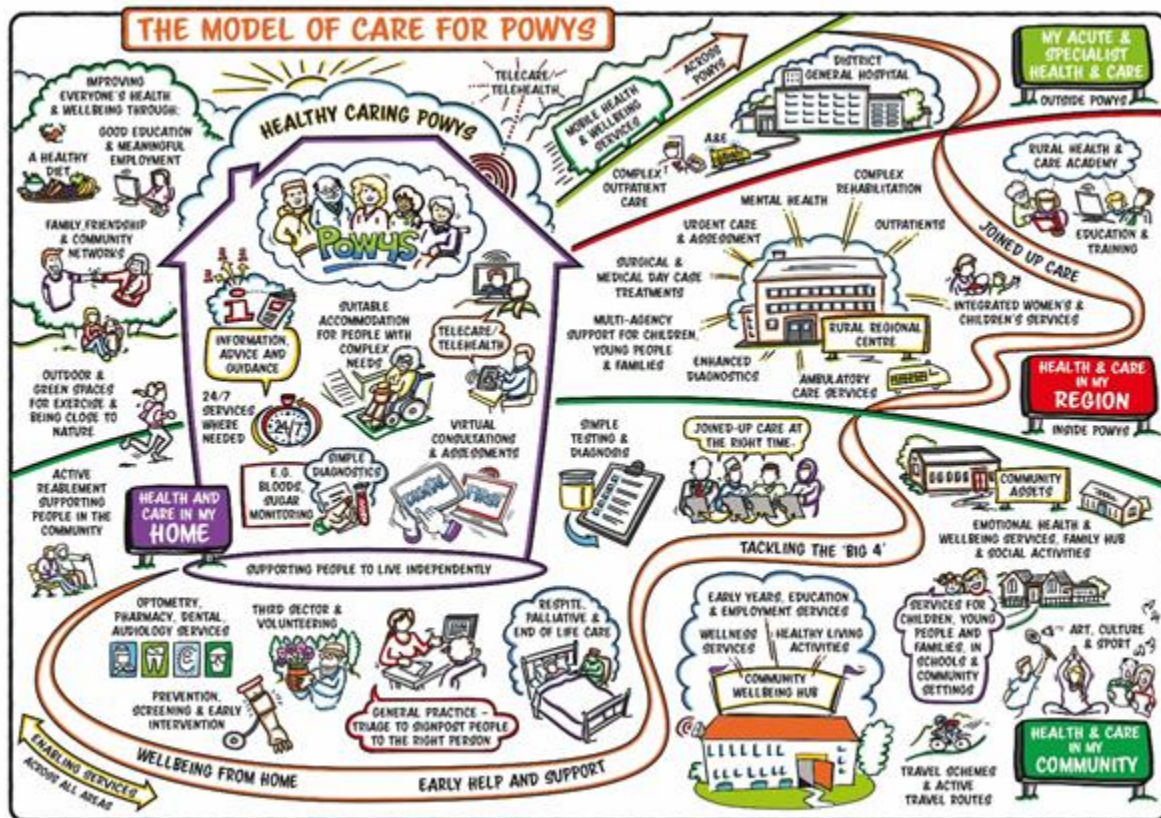 THE MODEL OF CARE FOR POWYS
IMPROVING
EVERYONE'S HEALTH
& WELLBEING THROUGH:
A HEALTHY
DIET
GOOD EDUCATION
& MEANINGFUL
EMPLOYMENT
FAMILY, FRIENDSHIP
& COMMUNITY
NETWORKS
OUTDOOR &
GREEN SPACES
FOR EXERCISE &
BEING CLOSE TO
NATURE
ACTIVE
REABLEMENT
SUPPORTING
PEOPLE IN THE
COMMUNITY
HEALTHY CARING POWYS
TELECARE/
TELEHEALTH
POWYS
i
INFORMATION,
ADVICE AND
GUIDANCE
24/7
SERVICES
WHERE
NEEDED
24/7
SUITABLE
ACCOMMODATION
FOR PEOPLE WITH
COMPLEX
NEEDS
TELECARE/
TELEHEALTH
VIRTUAL
CONSULTATIONS
& ASSESSMENTS
E.G.
BLOODS,
SUGAR
MONITORING
SIMPLE
DIAGNOSTICS
DIGITAL
FIRST
HEALTH AND
CARE IN MY
HOME
SUPPORTING PEOPLE TO LIVE INDEPENDENTLY
MOBILE HEALTH
& WELLBEING
SERVICES
ACROSS
POWYS
DISTRICT
GENERAL HOSPITAL
A&E
COMPLEX
OUTPATIENT
CARE
MY ACUTE &
SPECIALIST
HEALTH & CARE
OUTSIDE POWYS
RURAL HEALTH
& CARE ACADEMY
EDUCATION &
TRAINING
JOINED UP CARE
MENTAL HEALTH
COMPLEX
REHABILITATION
URGENT CARE
& ASSESSMENT
OUTPATIENTS
SURGICAL &
MEDICAL DAY CASE
TREATMENTS
MULTI-AGENCY
SUPPORT FOR CHILDREN,
YOUNG PEOPLE
& FAMILIES
RURAL REGIONAL
CENTRE
INTEGRATED WOMEN'S &
CHILDREN'S SERVICES
ENHANCED
DIAGNOSTICS
AMBULATORY
CARE SERVICES
HEALTH & CARE
IN MY
REGION
INSIDE POWYS
SIMPLE
TESTING &
DIAGNOSIS
JOINED-UP CARE
AT THE RIGHT TIME.
COMMUNITY
ASSETS
EMOTIONAL HEALTH &
WELLBEING SERVICES, FAMILY HUB
& SOCIAL ACTIVITIES
TACKLING THE 'BIG 4'
OPTOMETRY,
PHARMACY, DENTAL,
AUDIOLOGY SERVICES
THIRD SECTOR &
VOLUNTEERING
PREVENTION,
SCREENING & EARLY
INTERVENTION
GENERAL PRACTICE -
TRIAGE TO SIGNPOST PEOPLE
TO THE RIGHT PERSON
RESPITE,
PALLIATIVE &
END OF LIFE CARE
EARLY YEARS, EDUCATION
& EMPLOYMENT SERVICES
WELLNESS
SERVICES
HEALTHY LIVING
ACTIVITIES
COMMUNITY
WELLBEING HUB
SERVICES FOR
CHILDREN, YOUNG
PEOPLE AND
FAMILIES, IN
SCHOOLS &
COMMUNITY
SETTINGS
ART, CULTURE
& SPORT
TRAVEL SCHEMES
& ACTIVE
TRAVEL ROUTES
HEALTH & CARE
IN MY
COMMUNITY
ENABLING SERVICES
ACROSS ALL AREAS
WELLBEING FROM HOME
EARLY HELP AND SUPPORT